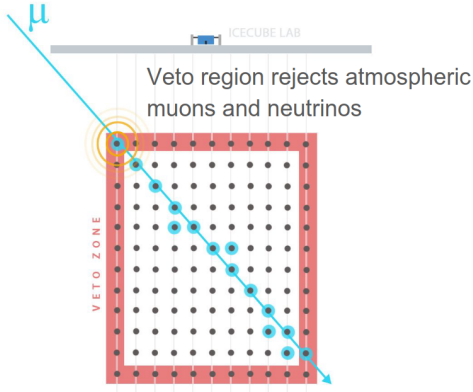 μ
ICECUBE LAB
Veto region rejects atmospheric
muons and neutrinos
VETO ZONE